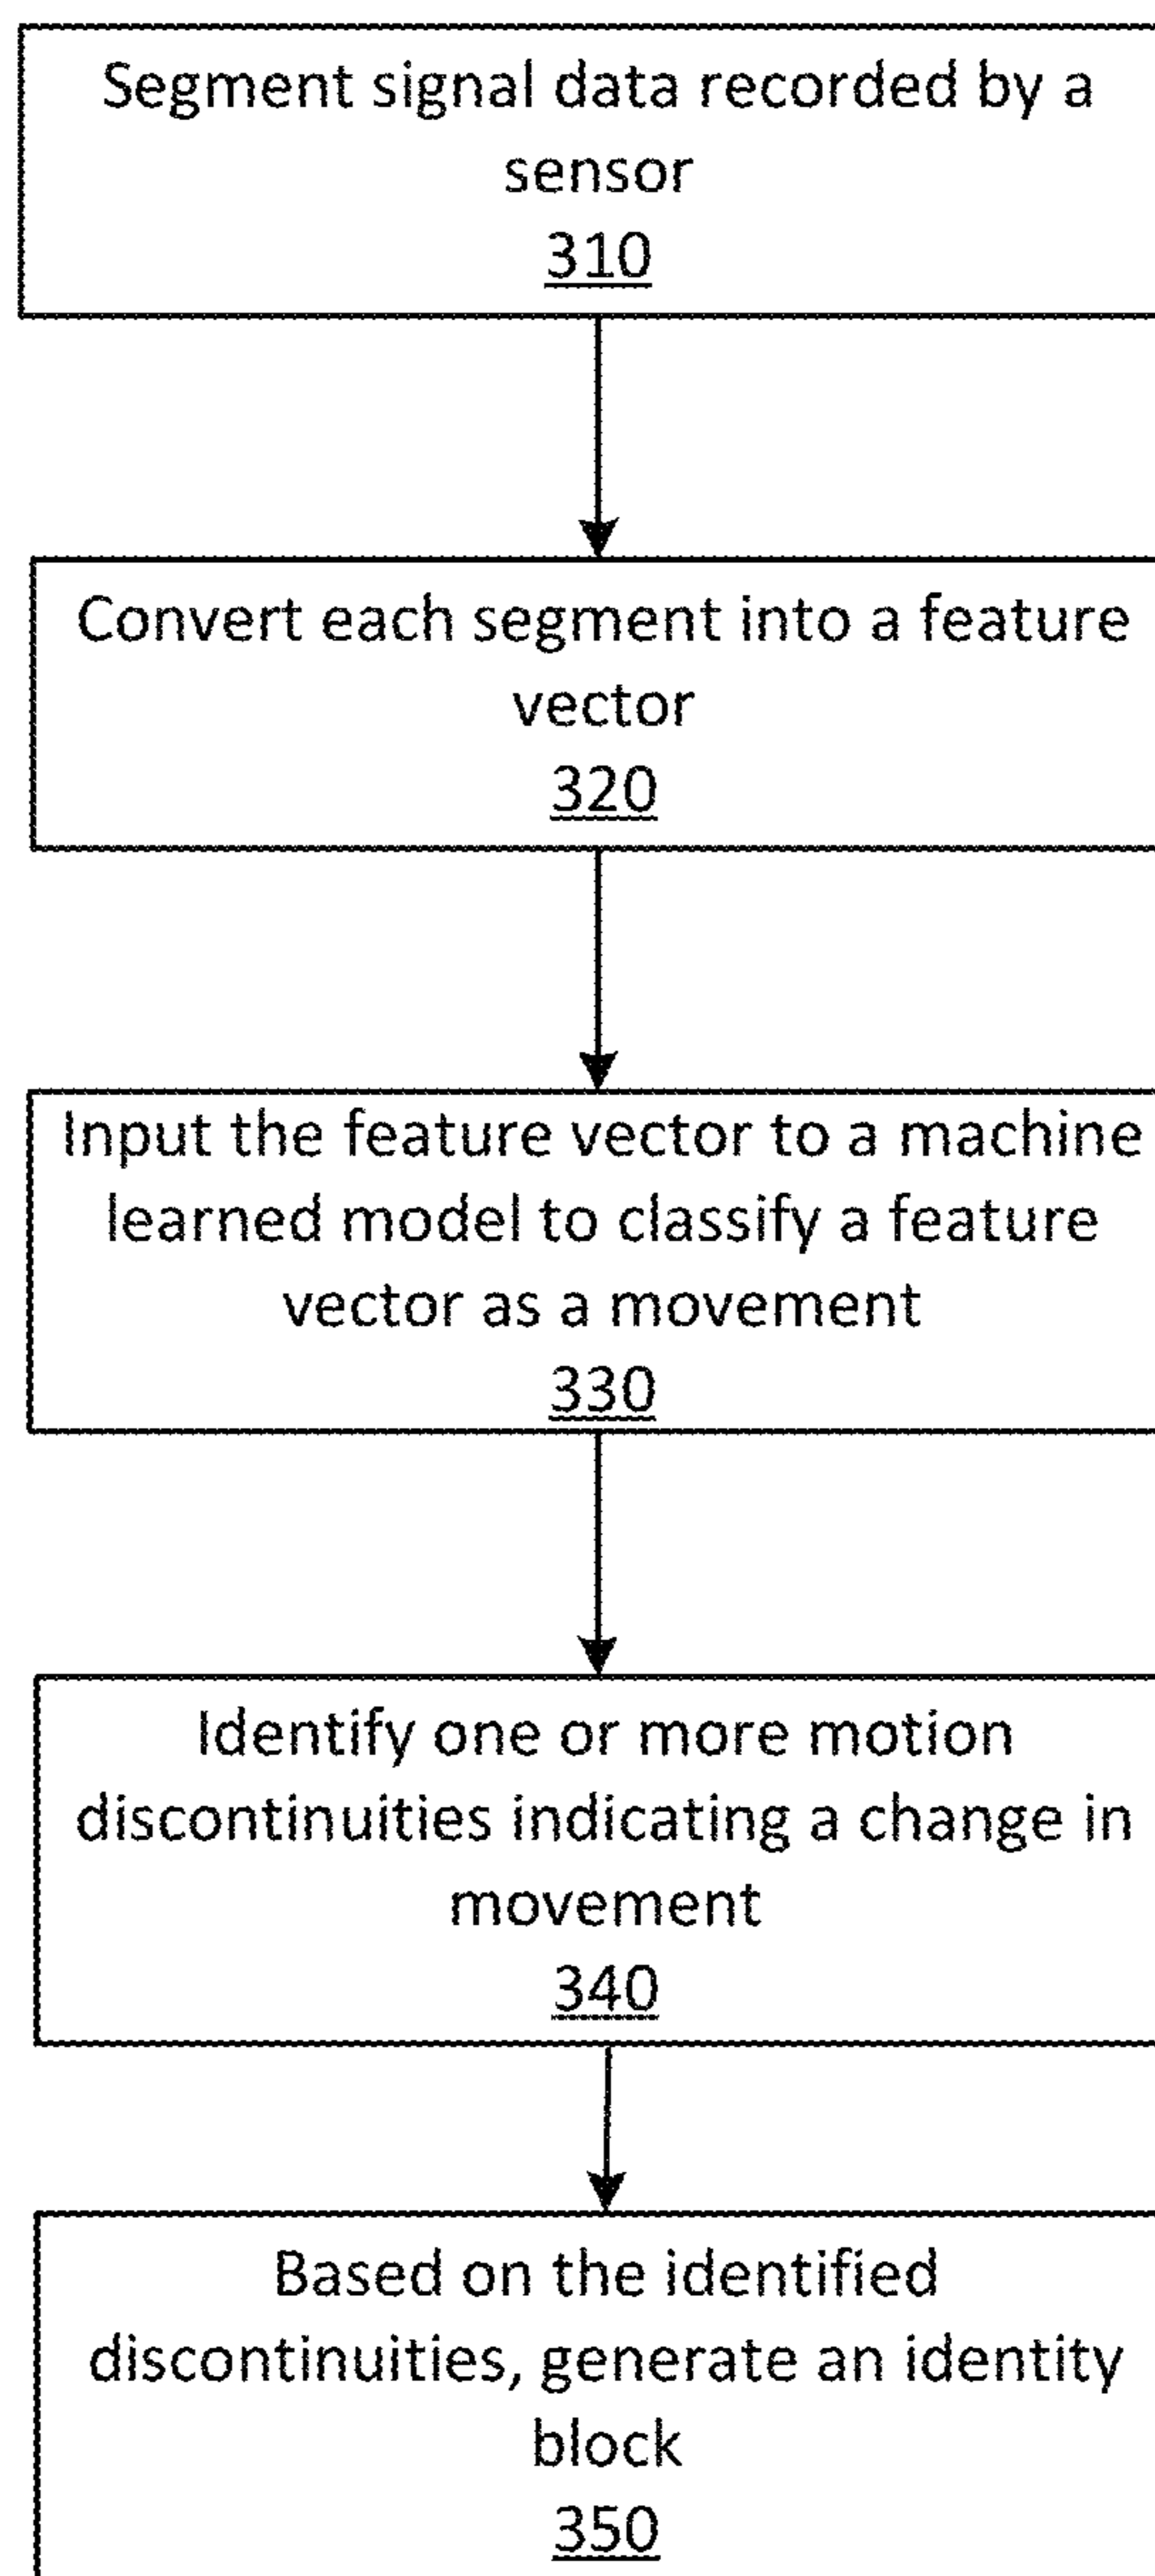 Segment signal data recorded by a
sensor
310
Convert each segment into a feature
vector
320
Input the feature vector to a machine
learned model to classify a feature
vector as a movement
330
Identify one or more motion
discontinuities indicating a change in
movement
340
Based on the identified
discontinuities, generate an identity
block
350